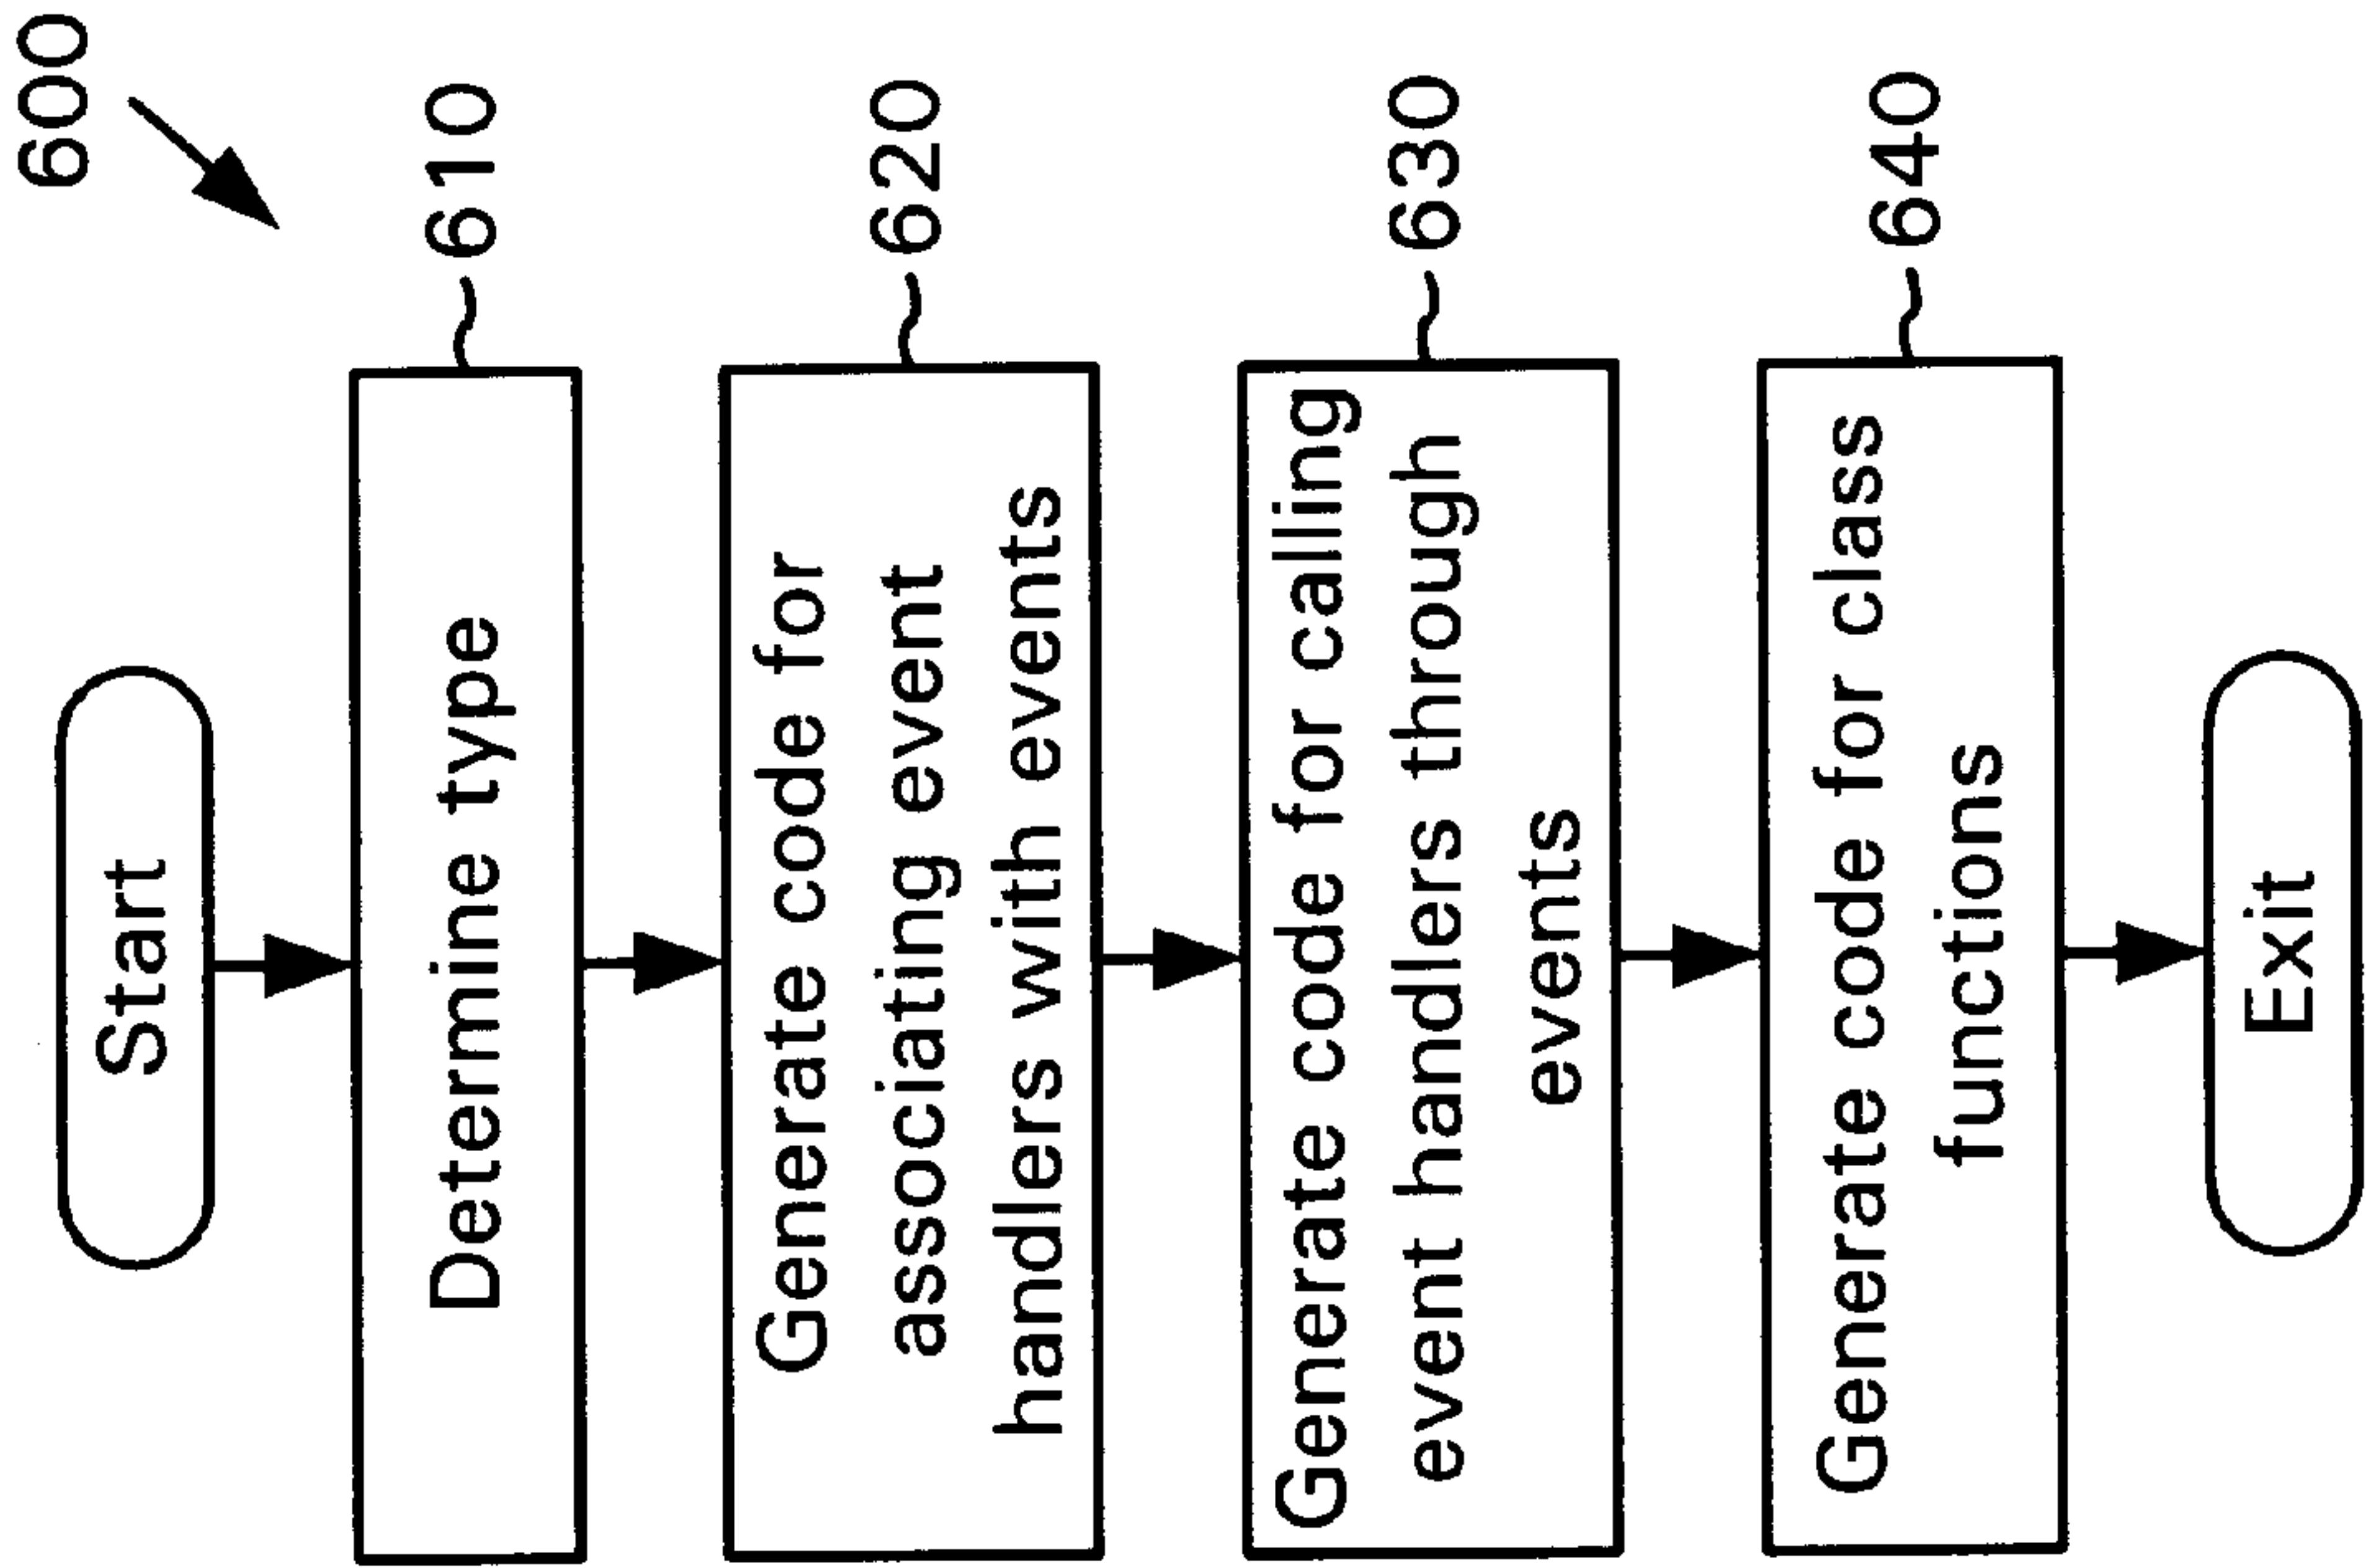 600
Start
Determine type
610
Generate code for
associating event
handlers with events
620
Generate code for calling
event handlers through
events
630
Generate code for class
functions
640
Exit